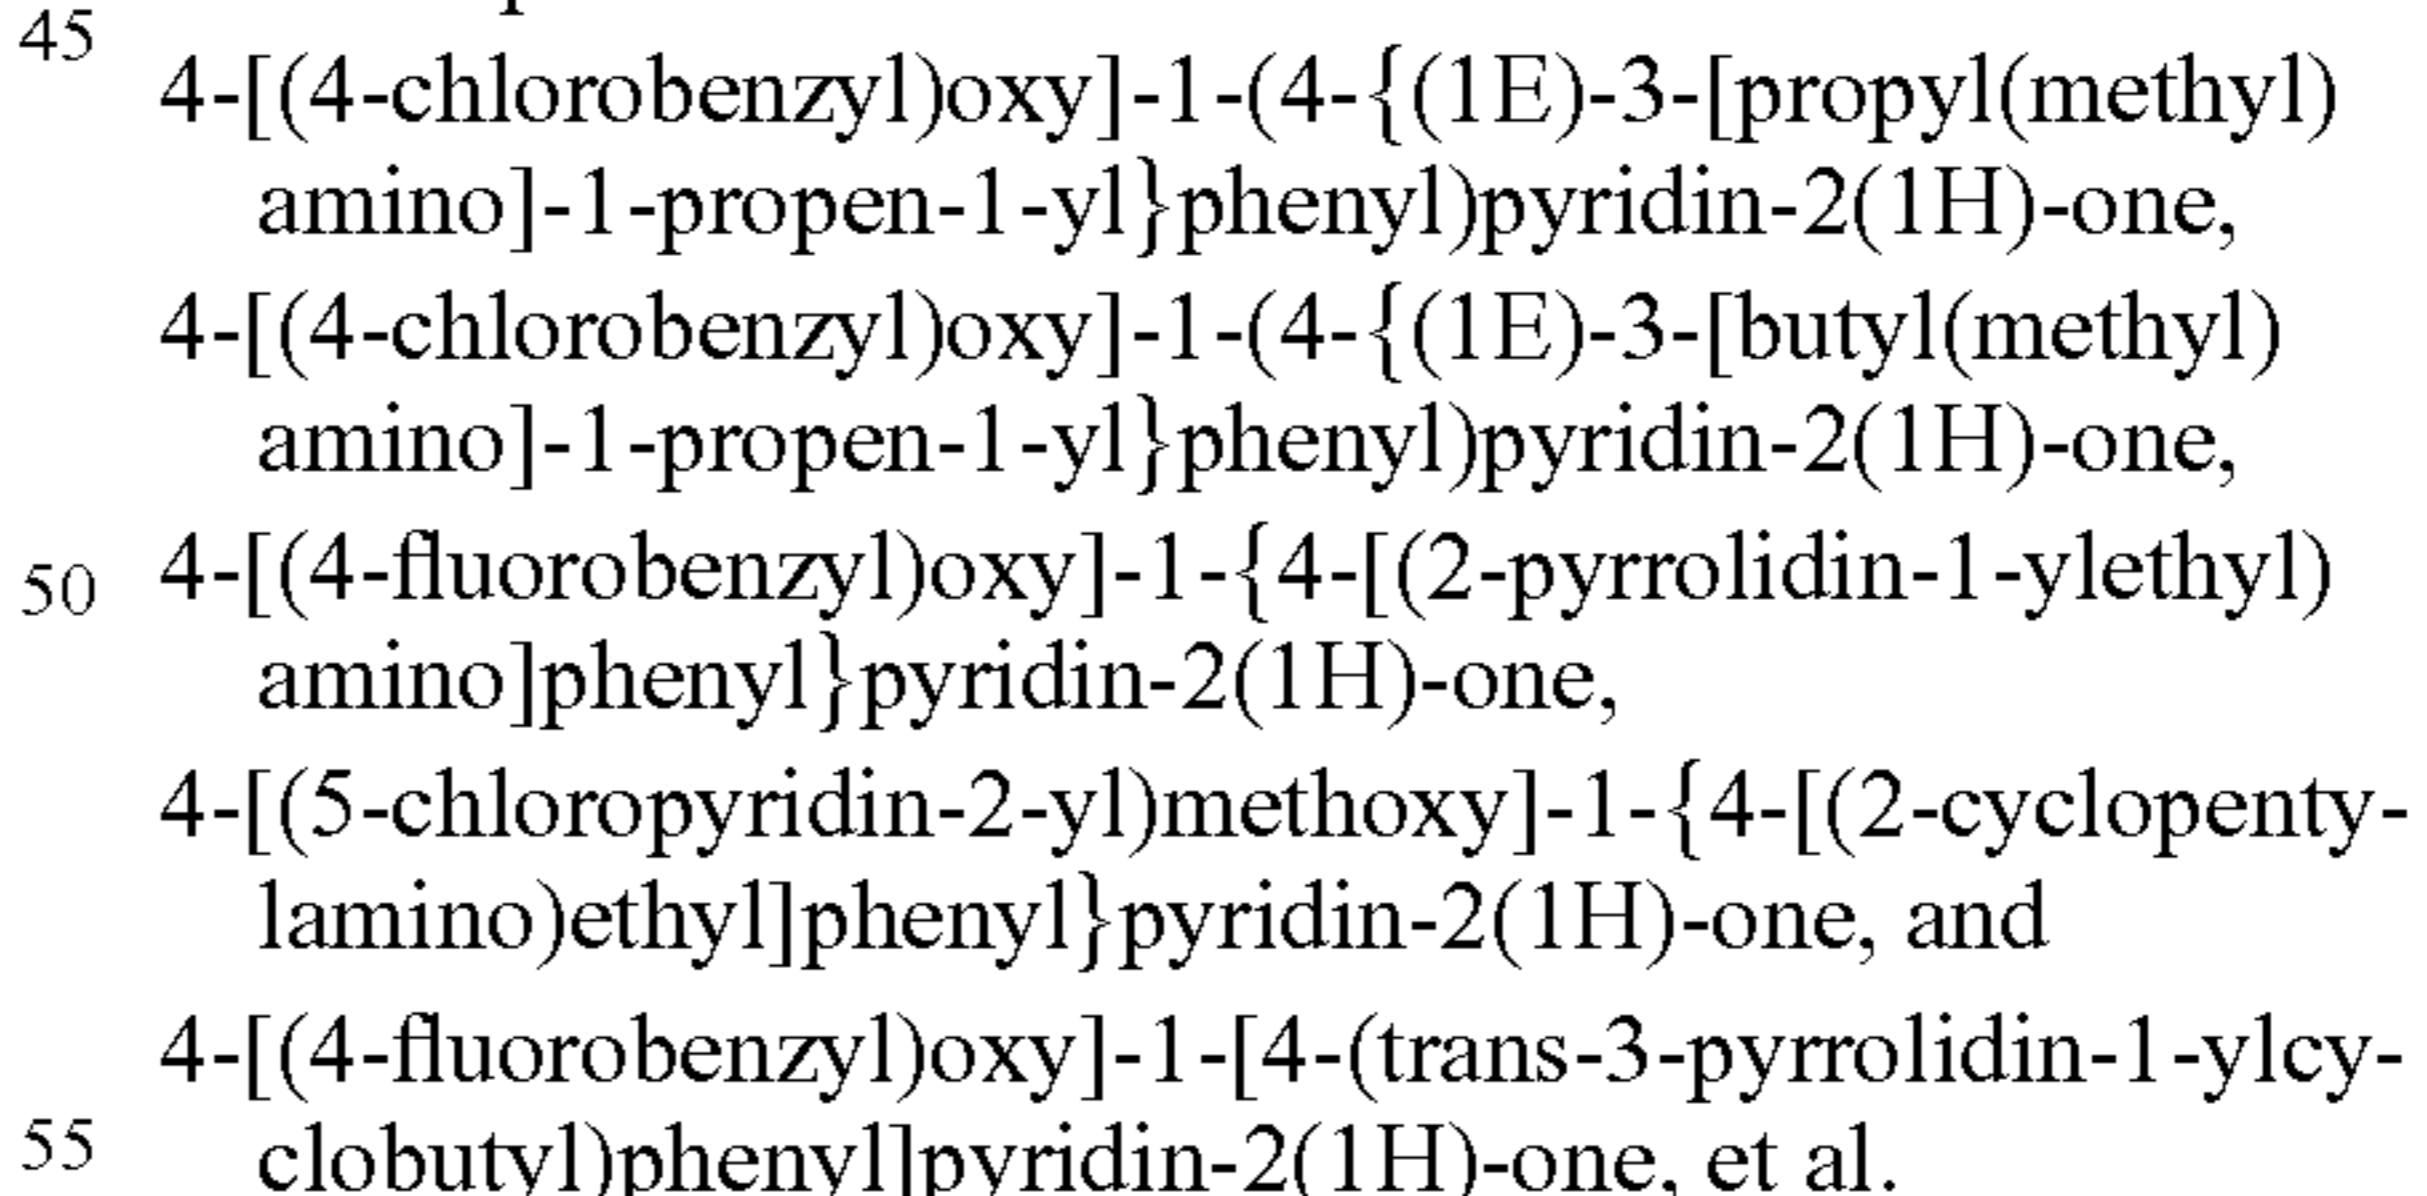 45
4-[(4-chlorobenzyl)oxy]-1-(4-{(1E)-3-[propyl(methyl)
amino]-1-propen-1-yl}phenyl)pyridin-2(1H)-one,
4-[(4-chlorobenzyl)oxy]-1-(4-{(1E)-3-[butyl(methyl)
amino]-1-propen-1-yl}phenyl)pyridin-2(1H)-one,
50 4-[(4-fluorobenzyl)oxy]-1-{4-[(2-pyrrolidin-1-ylethyl)
amino]phenyl}pyridin-2(1H)-one,
4-[(5-chloropyridin-2-yl)methoxy]-1-{4-[(2-cyclopenty-
lamino)ethyl]phenyl}pyridin-2(1H)-one, and
4-[(4-fluorobenzyl)oxy]-1-[4-(trans-3-pyrrolidin-1-ylcy-
55 clobutyl)phenyl]pyridin-2(1H)-one, et al.